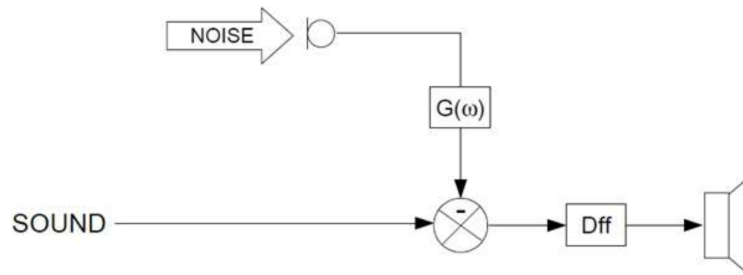 NOISE
G(ω)
-
SOUND
Dff